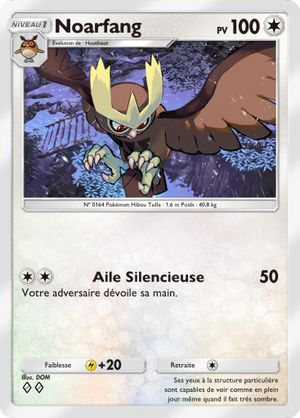 NIVEAU 1
Noarfang
PV 100
Évolution de : Hoothoot
N° 0164 Pokémon Hibou Taille : 1,6 m Poids : 40,8 kg
Aile Silencieuse 50
Votre adversaire dévoile sa main.
Illus. DOM
Faiblesse +20
Retraite
Ses yeux à la structure particulière
sont capables de voir comme en plein
jour même quand il fait très sombre.